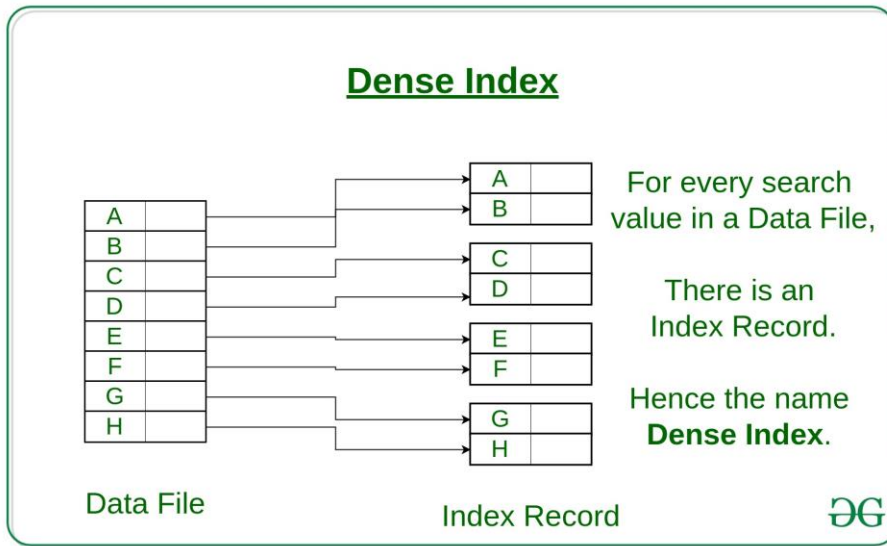 Dense Index
A
B
C
D
E
F
G
H
Data File
A
B
C
D
E
F
G
H
Index Record
For every search
value in a Data File,
There is an
Index Record.
Hence the name
Dense Index.